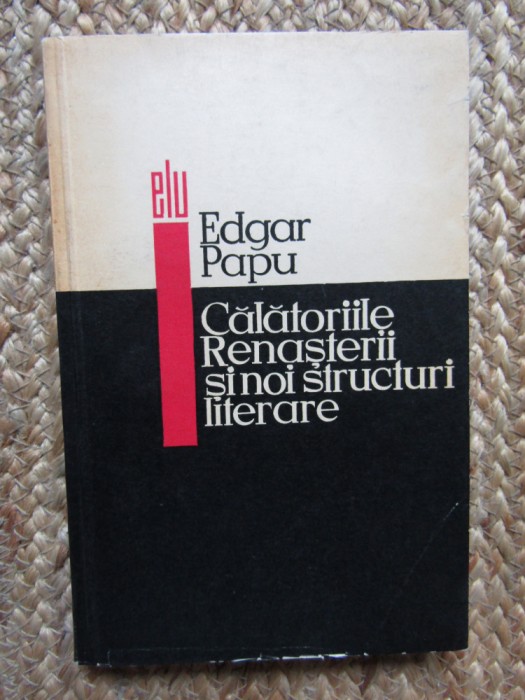 elu
Edgar
Papu
Călătoriile
Renașterii
și noi structuri
literare